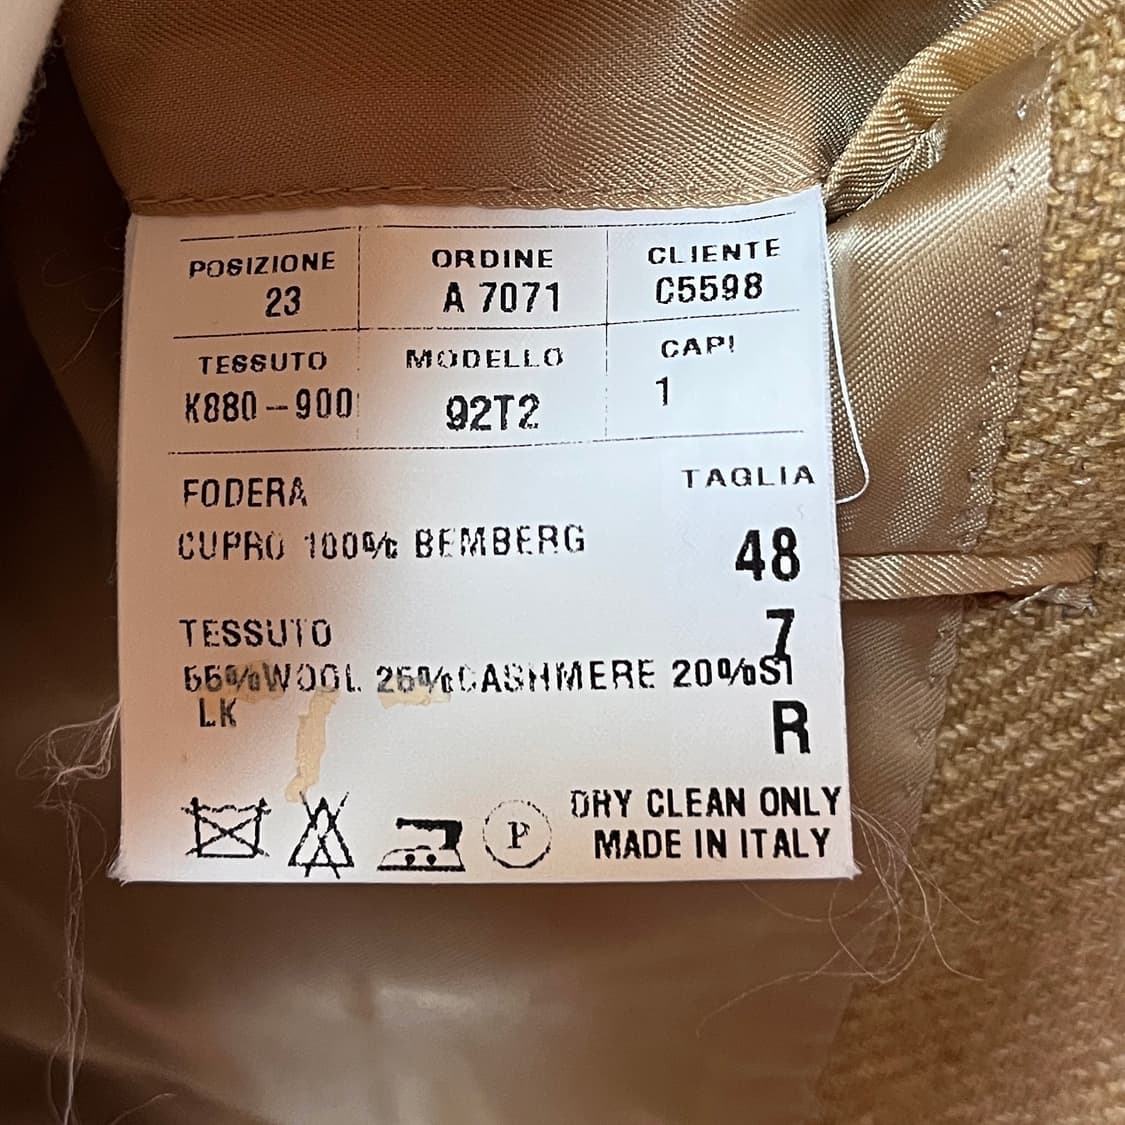 POSIZIONE ORDINE CLIENTE
23 A 7071 C5598
TESSUTO MODELLO CAPI
K880-900 92T2 1
FODERA TAGLIA
CUPRO 100% BEMBERG 48
TESSUTO 7
55%WOOL 25%CASHMERE 20%SI
LK R
DRY CLEAN ONLY
P MADE IN ITALY